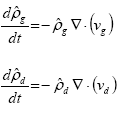 dρ̂_g/dt = − ρ̂_g ∇·(v_g)
dρ̂_d/dt = − ρ̂_d ∇·(v_d)